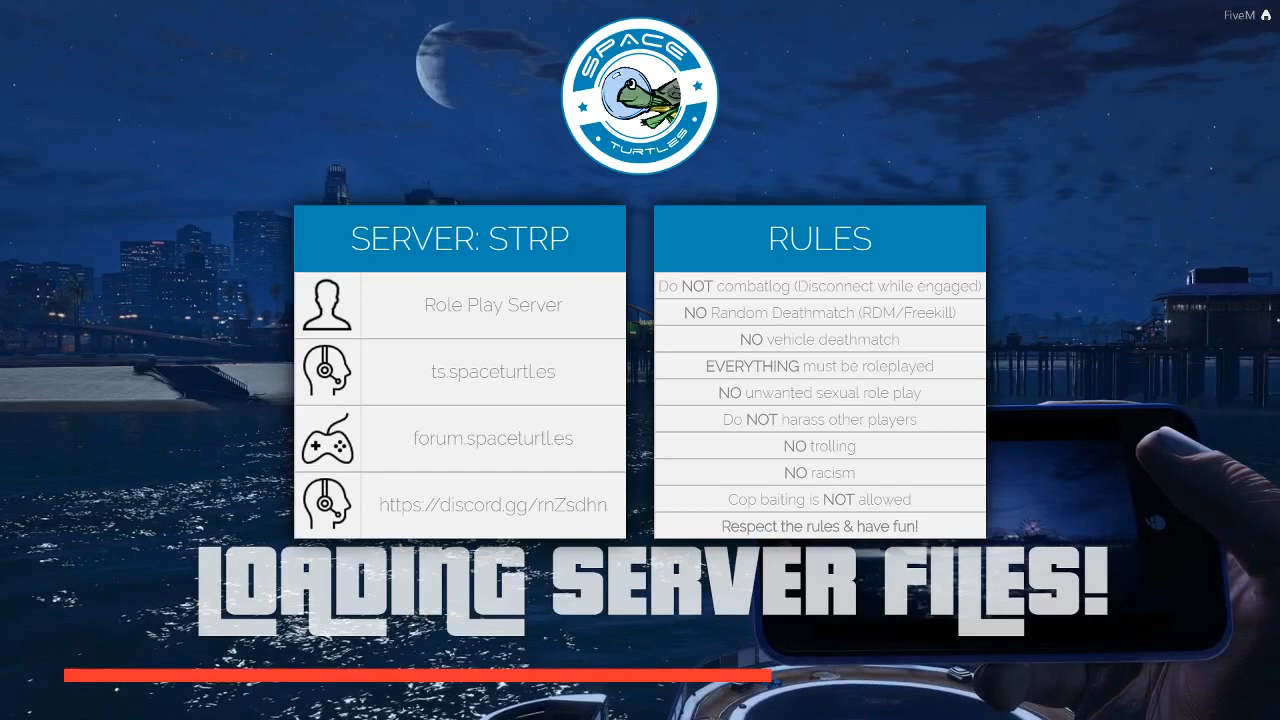 FiveM
SPACE
TURTLES
SERVER: STRP
Role Play Server
ts.spaceturtl.es
forum.spaceturtl.es
https://discord.gg/rnZsdhn
RULES
Do NOT combatlog (Disconnect while engaged)
NO Random Deathmatch (RDM/Freekill)
NO vehicle deathmatch
EVERYTHING must be roleplayed
NO unwanted sexual role play
Do NOT harass other players
NO trolling
NO racism
Cop baiting is NOT allowed
Respect the rules & have fun!
LOADING SERVER FILES!